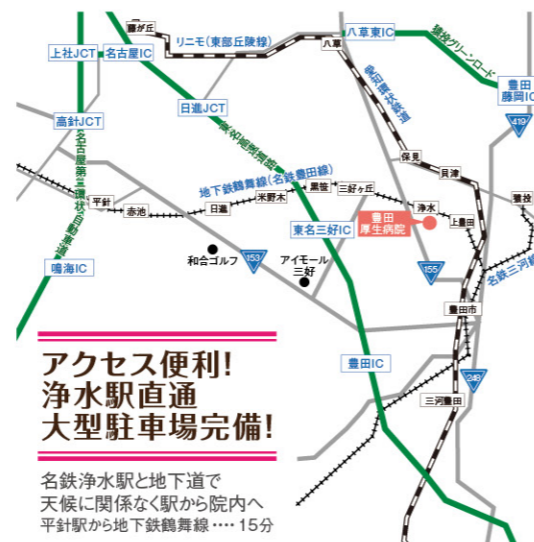 藤が丘
リニモ(東部丘陵線)
八草
八草東IC
猿投グリーンロード
上社JCT
名古屋IC
愛知環状鉄道
豊田
藤岡IC
日進JCT
419
高針JCT
東名高速道路
保見
貝津
猿投
名古屋第二環状自動車道
地下鉄鶴舞線(名鉄豊田線)
黒笹
三好ヶ丘
浄水
平針
赤池
日進
米野木
上豊田
豊田
厚生病院
東名三好IC
名鉄三河線
和合ゴルフ
153
アイモール
三好
155
鳴海IC
豊田市
アクセス便利!
浄水駅直通
大型駐車場完備!
豊田IC
248
三河豊田
名鉄浄水駅と地下道で
天候に関係なく駅から院内へ
平針駅から地下鉄鶴舞線‥‥15分